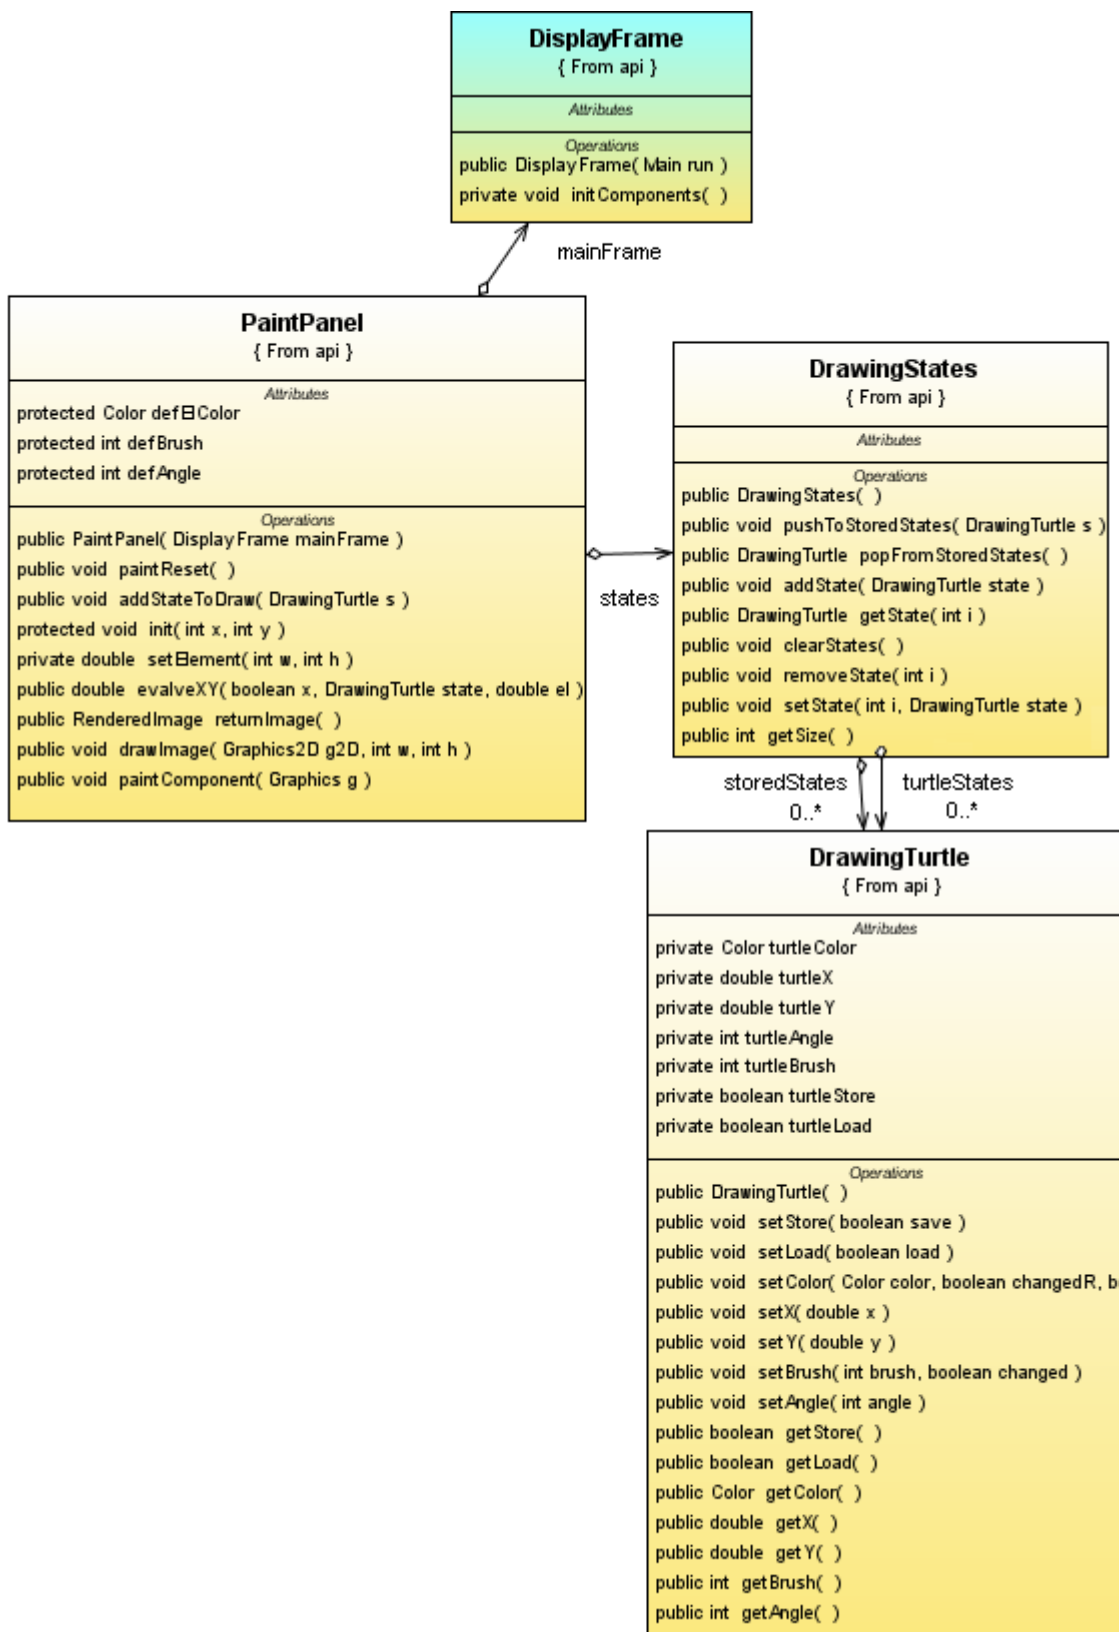 DisplayFrame
{ From api }
Attributes
Operations
public DisplayFrame( Main run )
private void initComponents( )
mainFrame
PaintPanel
{ From api }
Attributes
protected Color def
Color
protected int defBrush
protected int defAngle
Operations
public PaintPanel( DisplayFrame mainFrame )
public void paintReset( )
public void addStateToDraw( DrawingTurtle s )
protected void init( int x, int y )
private double setElement( int w, int h )
public double evalveXY( boolean x, DrawingTurtle state, double el )
public RenderedImage returnImage( )
public void drawImage( Graphics2D g2D, int w, int h )
public void paintComponent( Graphics g )
states
DrawingStates
{ From api }
Attributes
Operations
public DrawingStates( )
public void pushToStoredStates( DrawingTurtle s )
public DrawingTurtle popFromStoredStates( )
public void addState( DrawingTurtle state )
public DrawingTurtle getState( int i )
public void clearStates( )
public void removeState( int i )
public void setState( int i, DrawingTurtle state )
public int getSize( )
storedStates
0..*
turtleStates
0..*
DrawingTurtle
{ From api }
Attributes
private Color turtleColor
private double turtleX
private double turtleY
private int turtleAngle
private int turtleBrush
private boolean turtleStore
private boolean turtleLoad
Operations
public DrawingTurtle( )
public void setStore( boolean save )
public void setLoad( boolean load )
public void setColor( Color color, boolean changedR, b
public void setX( double x )
public void setY( double y )
public void setBrush( int brush, boolean changed )
public void setAngle( int angle )
public boolean getStore( )
public boolean getLoad( )
public Color getColor( )
public double getX( )
public double getY( )
public int getBrush( )
public int getAngle( )